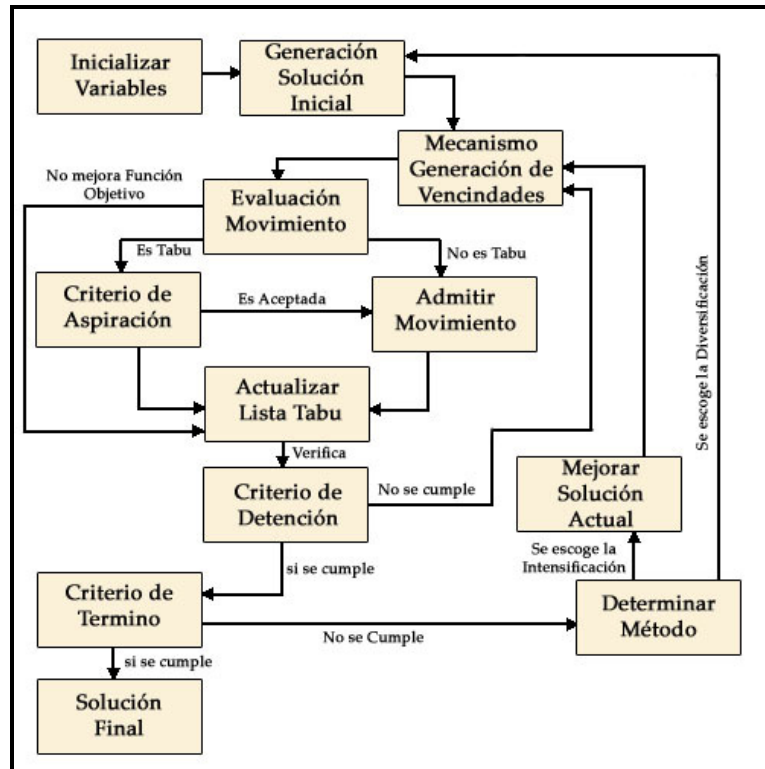 Inicializar
Variables
Generación
Solución
Inicial
Mecanismo
Generación de
Vencindades
No mejora Función
Objetivo
Evaluación
Movimiento
Es Tabu
No es Tabu
Criterio de
Aspiración
Es Aceptada
Admitir
Movimiento
Se escoge la Diversificación
Actualizar
Lista Tabu
Verifica
Criterio de
Detención
No se cumple
Mejorar
Solución
Actual
si se cumple
Se escoge la
Intensificación
Criterio de
Termino
No se Cumple
Determinar
Método
si se cumple
Solución
Final